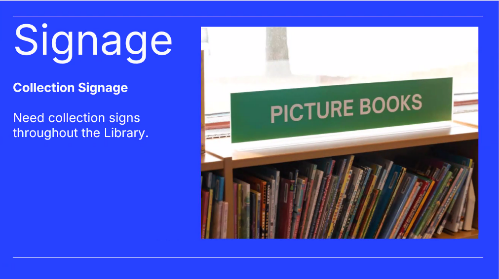 Signage
Collection Signage
Need collection signs
throughout the Library.
PICTURE BOOKS